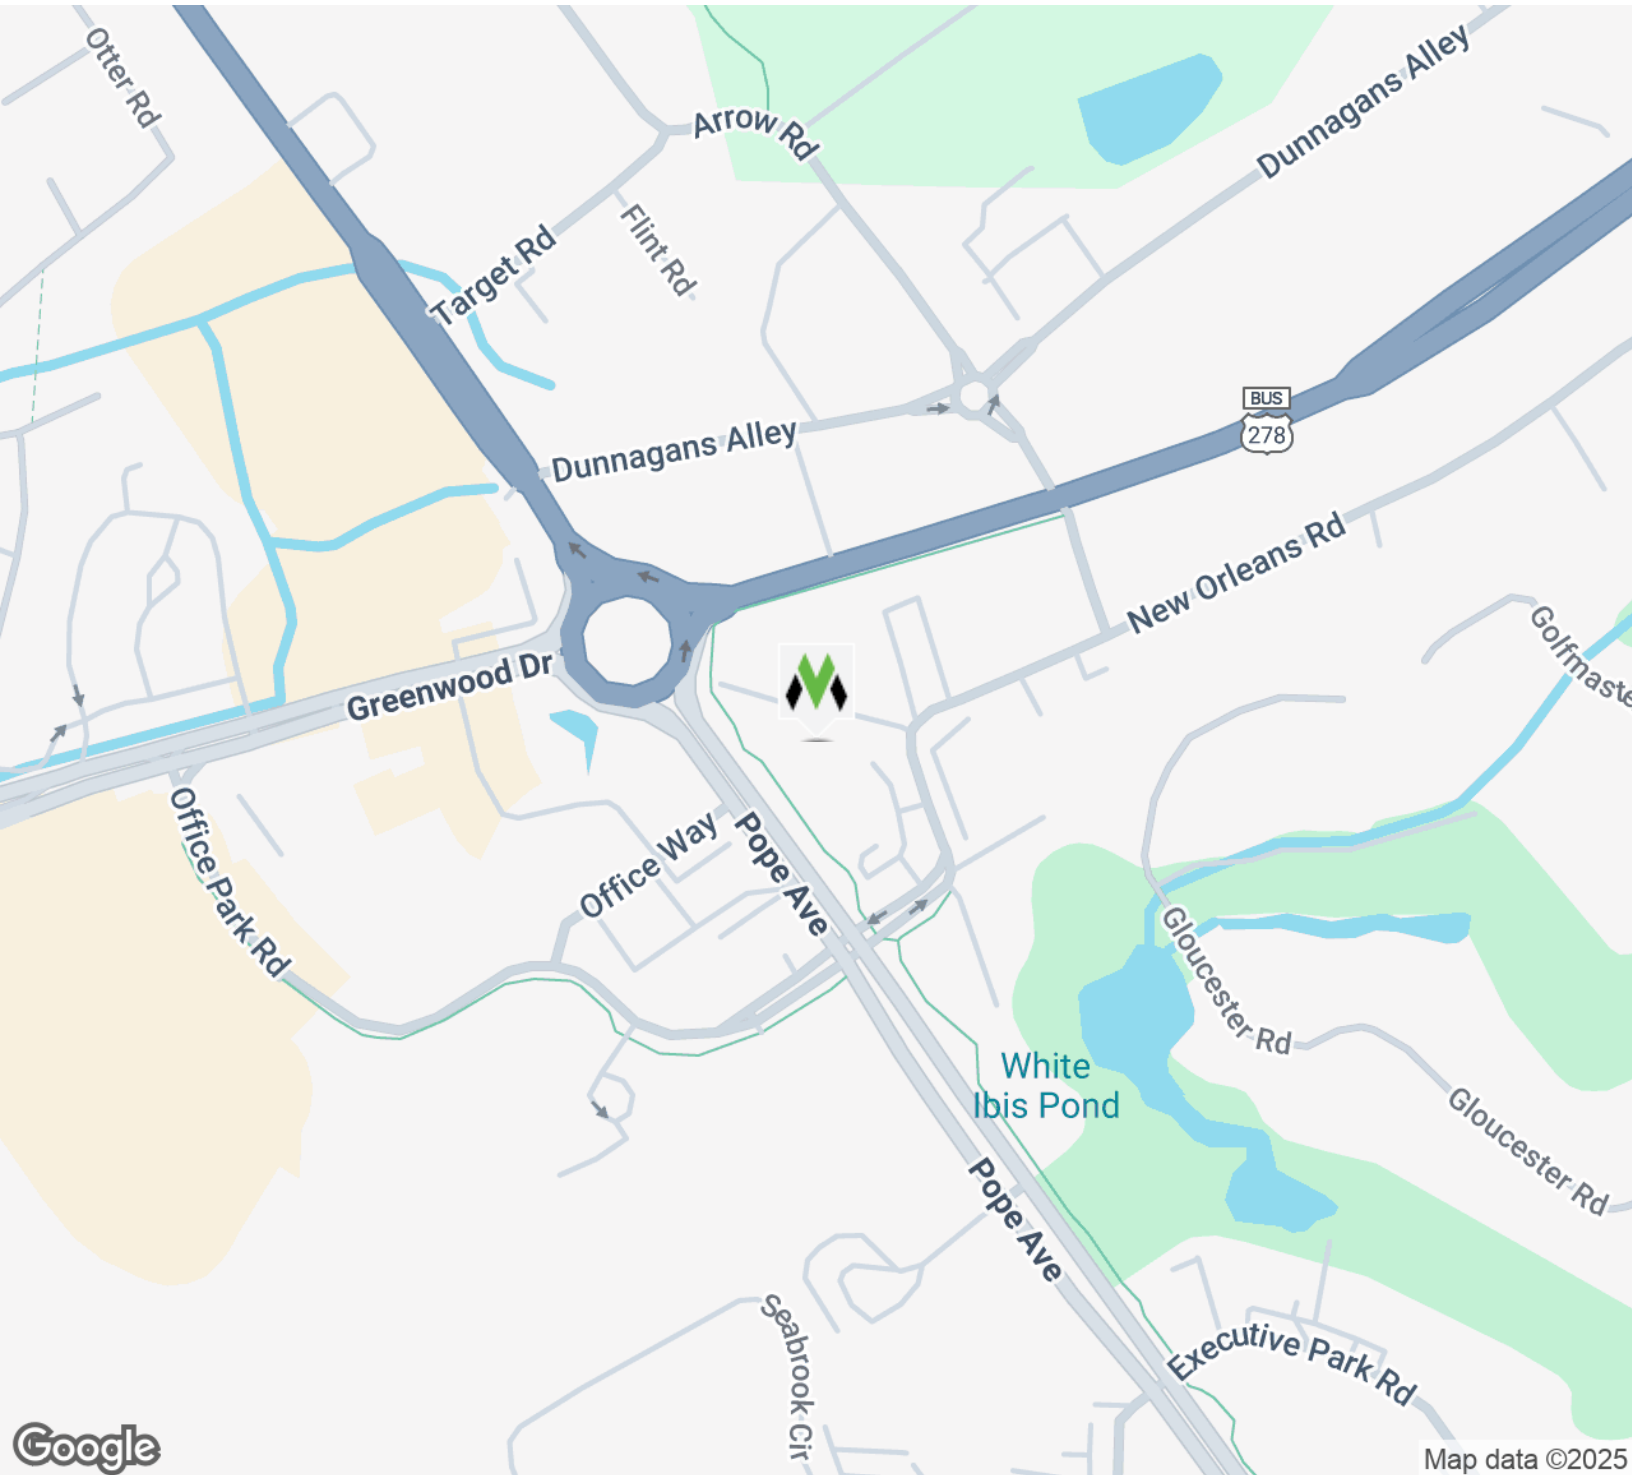 Otter Rd
Arrow Rd
Dunnagans Alley
Flint Rd
Target Rd
BUS
278
Dunnagans Alley
New Orleans Rd
Golfmaste
Greenwood Dr
Office Park Rd
Office Way
Pope Ave
Gloucester Rd
White
Ibis Pond
Gloucester Rd
Pope Ave
Seabrook Cir
Executive Park Rd
Google
Map data ©2025